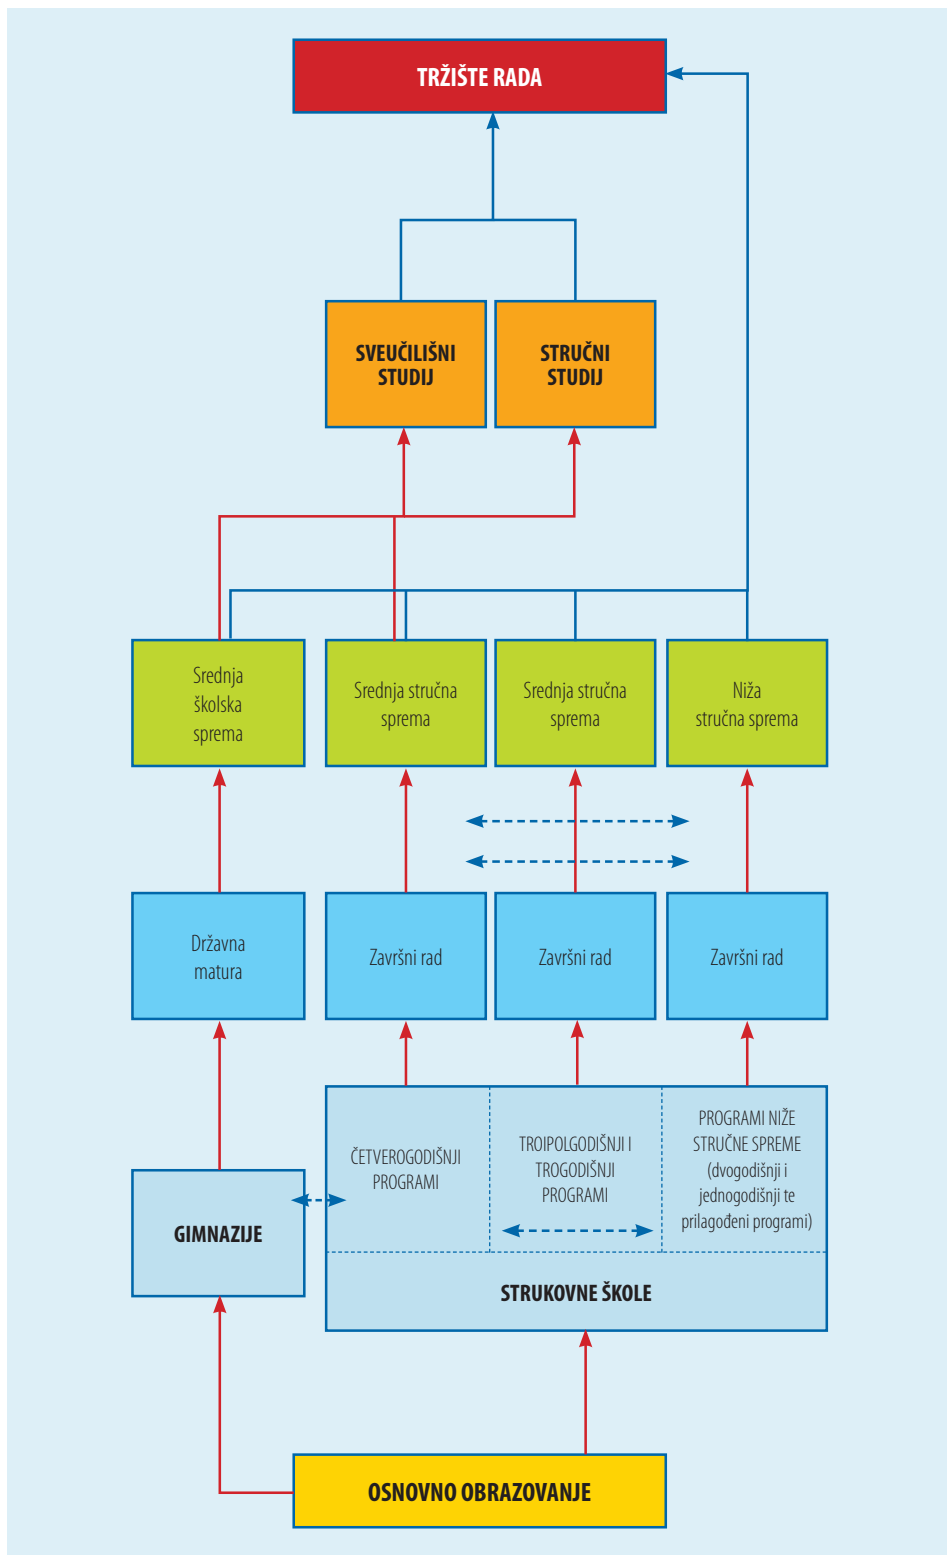 TRŽIŠTE RADA
SVEUČILIŠNI
STUDIJ
STRUČNI
STUDIJ
Srednja
školska
sprema
Srednja stručna
sprema
Srednja stručna
sprema
Niža
stručna sprema
Državna
matura
Završni rad
Završni rad
Završni rad
GIMNAZIJE
ČETVEROGODIŠNJI
PROGRAMI
TROIPOLGODIŠNJI I
TROGODIŠNJI
PROGRAMI
PROGRAMI NIŽE
STRUČNE SPREME
(dvogodišnji i
jednogodišnji te
prilagođeni programi)
STRUKOVNE ŠKOLE
OSNOVNO OBRAZOVANJE